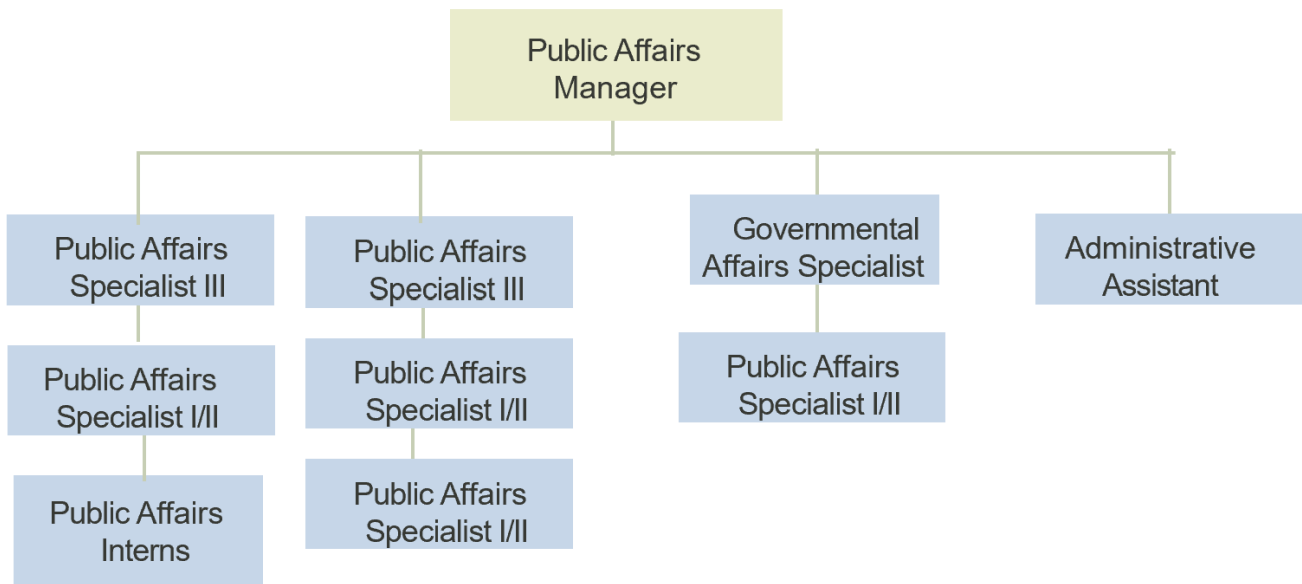 Public Affairs
Manager
Public Affairs
Specialist III
Public Affairs
Specialist III
Governmental
Affairs Specialist
Administrative
Assistant
Public Affairs
Specialist I/II
Public Affairs
Specialist I/II
Public Affairs
Specialist I/II
Public Affairs
Interns
Public Affairs
Specialist I/II